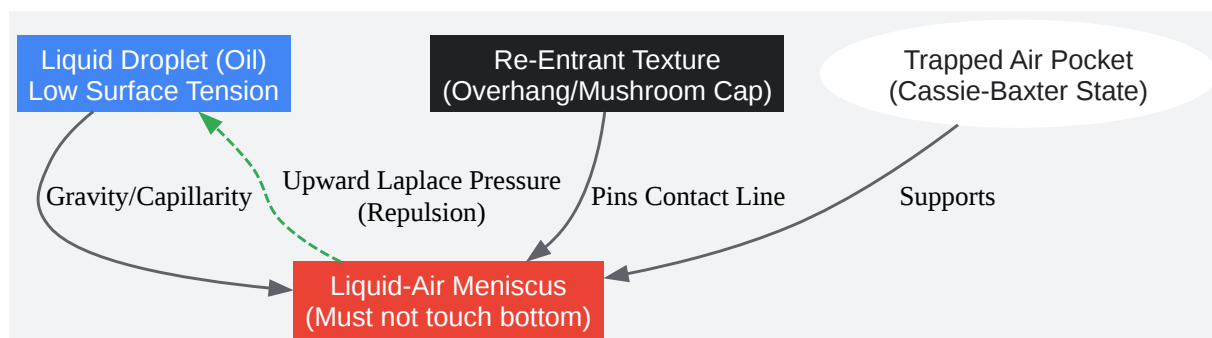 Liquid Droplet (Oil)
Low Surface Tension
Re-Entrant Texture
(Overhang/Mushroom Cap)
Trapped Air Pocket
(Cassie-Baxter State)
Gravity/Capillarity
Upward Laplace Pressure
(Repulsion)
Pins Contact Line
Supports
Liquid-Air Meniscus
(Must not touch bottom)